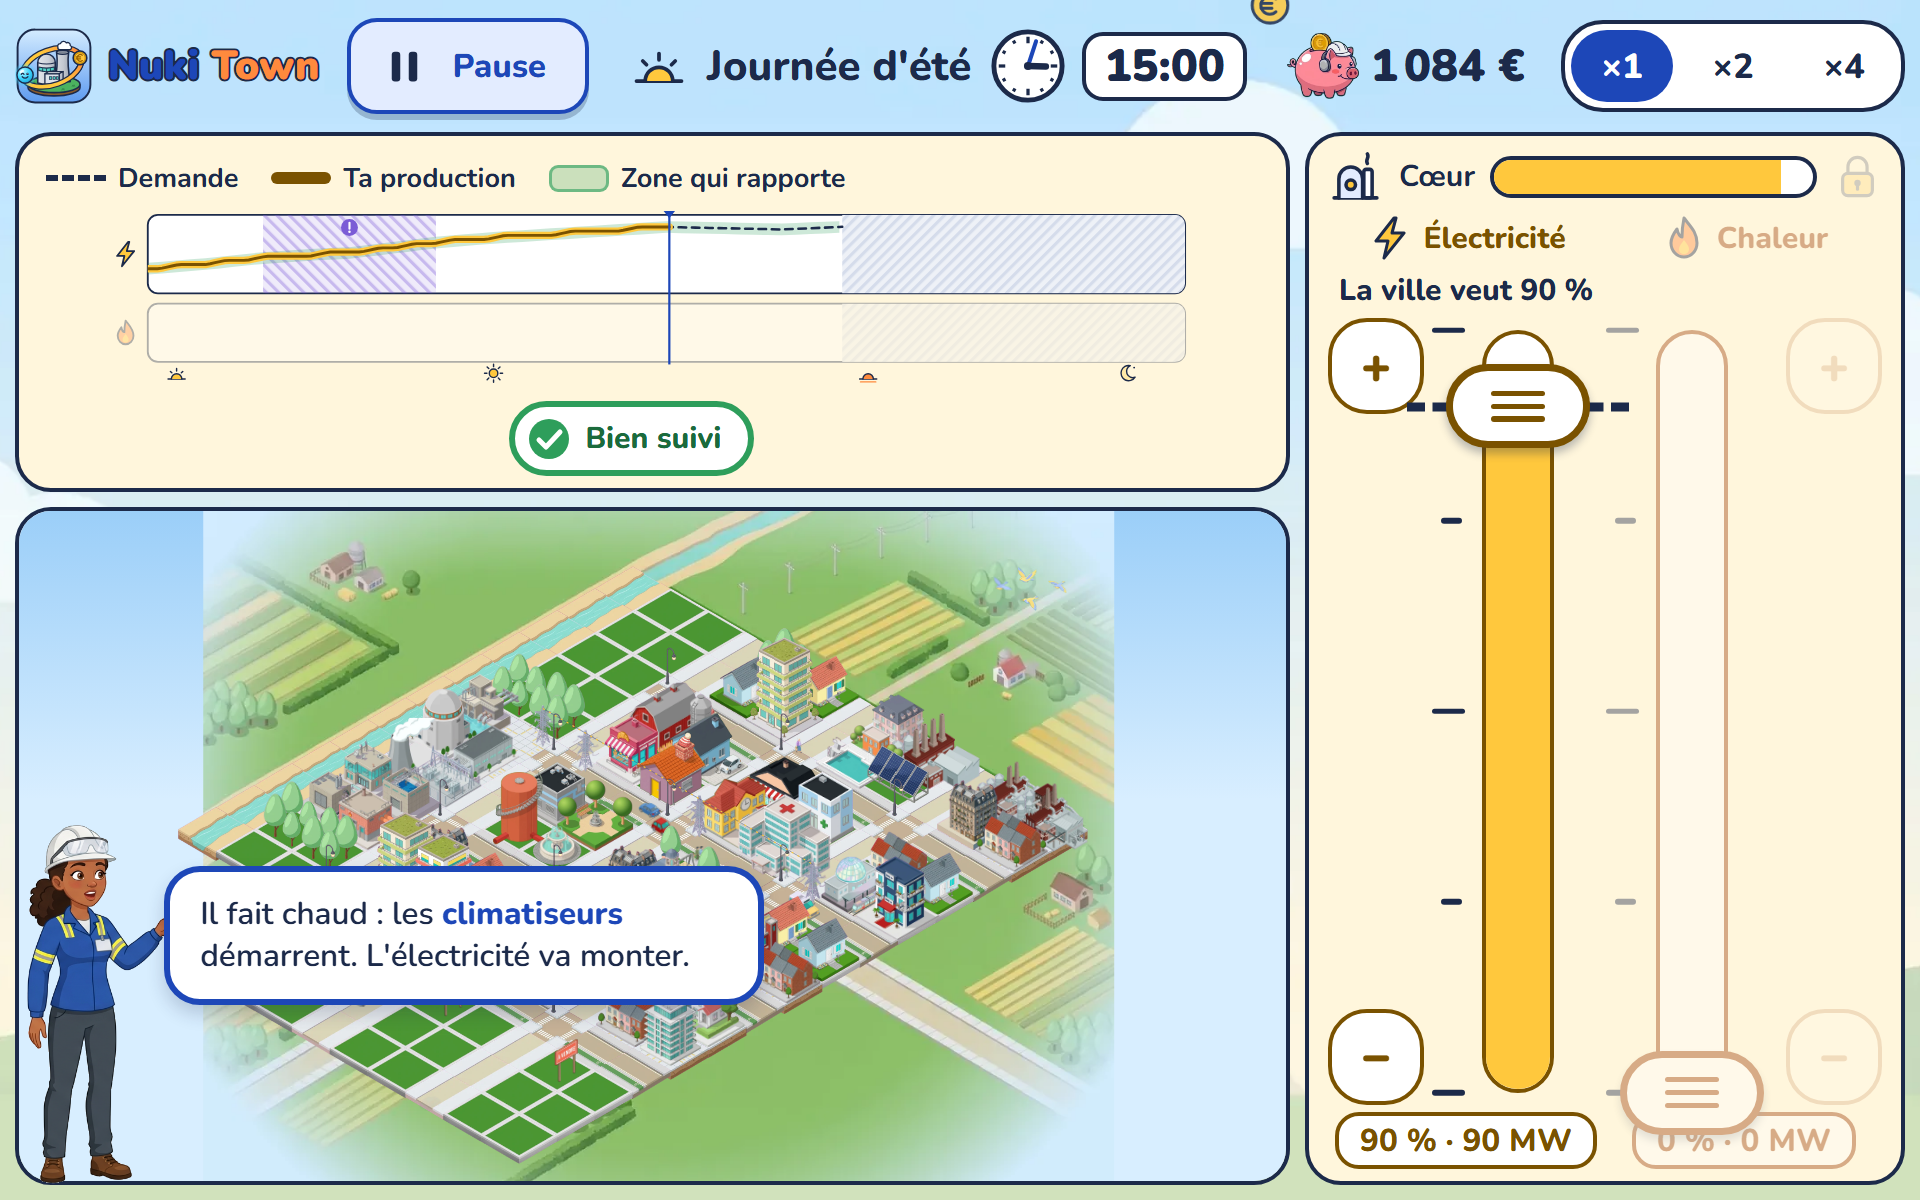 Nuki Town
Pause
Journée d'été
15:00
1 084 €
×1
×2
×4
Demande
Ta production
Zone qui rapporte
Bien suivi
Il fait chaud : les climatiseurs
démarrent. L'électricité va monter.
Cœur
Électricité
Chaleur
La ville veut 90 %
+
+
−
−
90 % · 90 MW
0 % · 0 MW